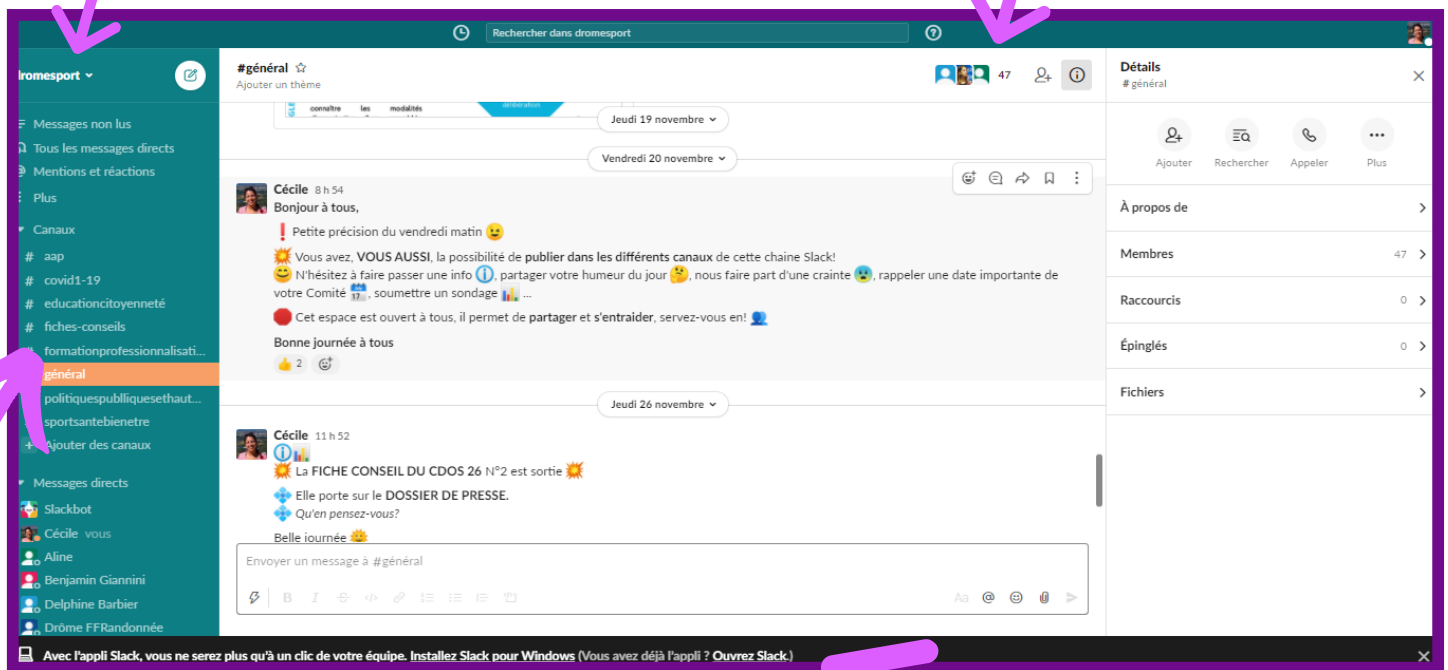 Rechercher dans dromesport
dromesport
Messages non lus
Tous les messages directs
Mentions et réactions
Plus
Canaux
# aap
# covid1-19
# educationcitoyenneté
# fiches-conseils
formationprofessionnalisati...
général
politiquespubliquesethaut...
sportsantebienetre
+ Ajouter des canaux
Messages directs
Slackbot
Cécile vous
Aline
Benjamin Giannini
Delphine Barbier
Drôme FFRandonnée
#général
Ajouter un thème
47
connaître les modalités
Jeudi 19 novembre
Vendredi 20 novembre
Cécile 8 h 54
Bonjour à tous,
❗ Petite précision du vendredi matin 😉
💥 Vous avez, VOUS AUSSI, la possibilité de publier dans les différents canaux de cette chaine Slack!
😄 N'hésitez à faire passer une info ℹ️, partager votre humeur du jour 🤔, nous faire part d'une crainte 😰, rappeler une date importante de
votre Comité 📅, soumettre un sondage 📊 ...
🛑 Cet espace est ouvert à tous, il permet de partager et s'entraider, servez-vous en! 👥
Bonne journée à tous
👍 2
Jeudi 26 novembre
Cécile 11 h 52
ℹ️📊
💥 La FICHE CONSEIL DU CDOS 26 N°2 est sortie 💥
💠 Elle porte sur le DOSSIER DE PRESSE.
💠 Qu'en pensez-vous?
Belle journée 🌞
Envoyer un message à #général
B I S </>
Aa @
Détails
# général
Ajouter
Rechercher
Appeler
Plus
À propos de
Membres 47
Raccourcis 0
Épinglés 0
Fichiers
Avec l'appli Slack, vous ne serez plus qu'à un clic de votre équipe. Installez Slack pour Windows (Vous avez déjà l'appli ? Ouvrez Slack.)